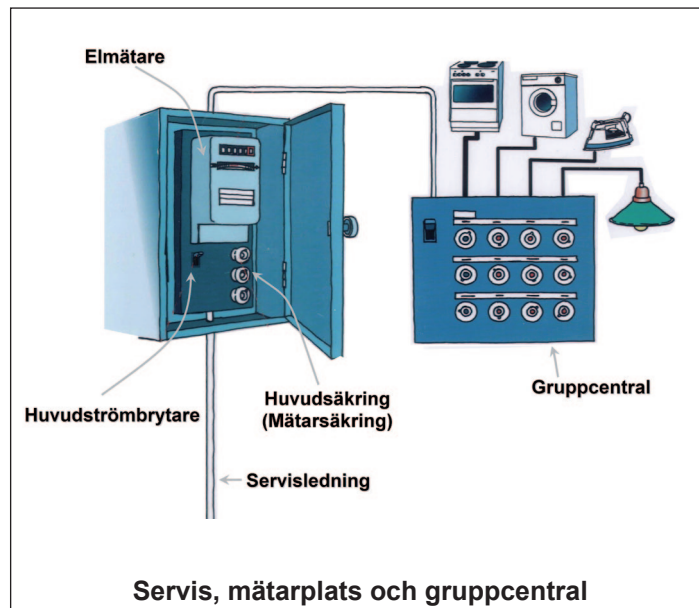 Elmätare
Huvudströmbrytare
Huvudsäkring
(Mätarsäkring)
Gruppcentral
Servisledning
Servis, mätarplats och gruppcentral